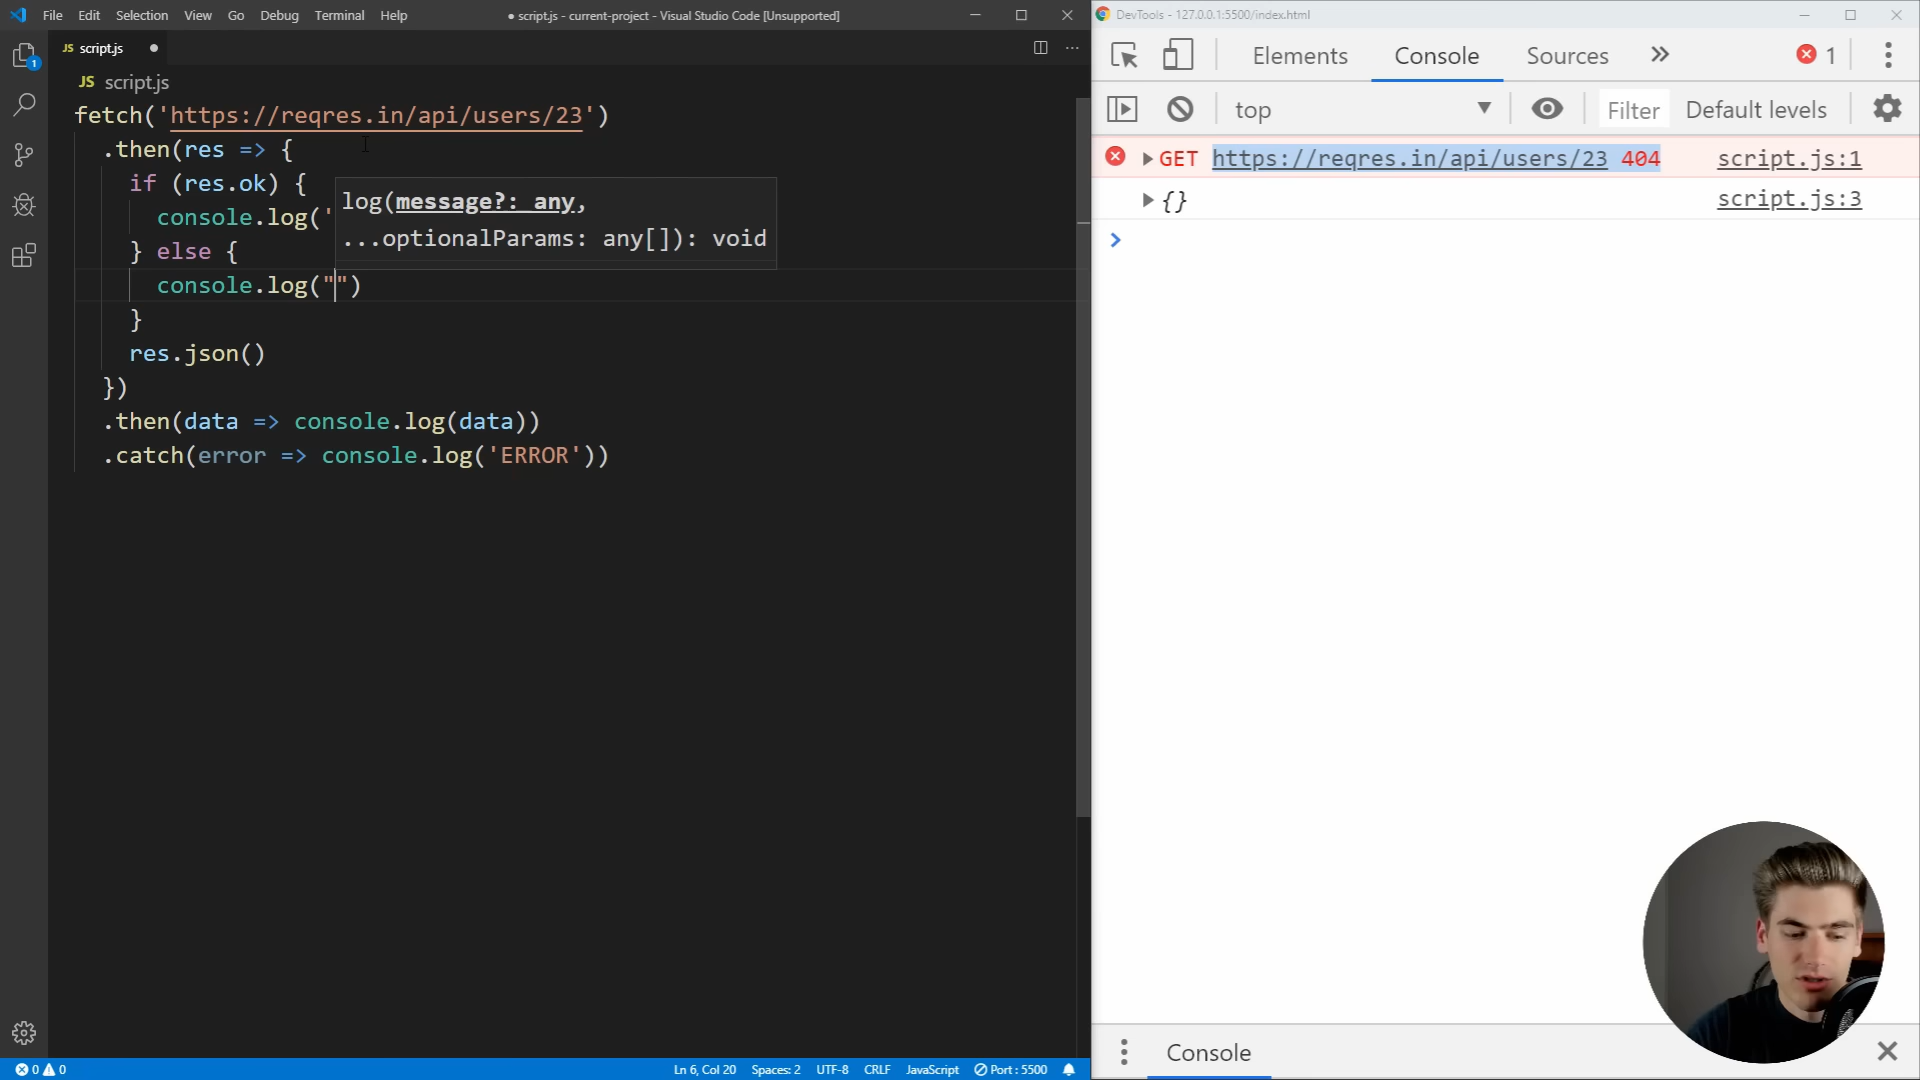 File Edit Selection View Go Debug Terminal Help
● script.js - current-project - Visual Studio Code [Unsupported]
JS script.js
JS script.js
fetch('https://reqres.in/api/users/23')
.then(res => {
if (res.ok) {
console.log('
} else {
console.log("")
}
res.json()
})
.then(data => console.log(data))
.catch(error => console.log('ERROR'))
log(message?: any,
...optionalParams: any[]): void
1
0 0
Ln 6, Col 20 Spaces: 2 UTF-8 CRLF JavaScript Port : 5500
DevTools - 127.0.0.1:5500/index.html
Elements Console Sources » 1
top ▼ Filter Default levels
GET https://reqres.in/api/users/23 404 script.js:1
{} script.js:3
Console